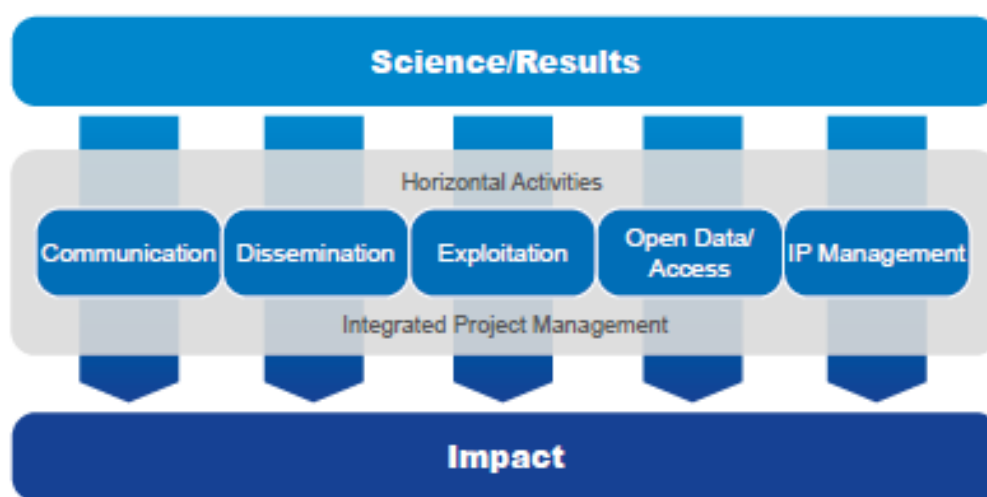 Science/Results
Horizontal Activities
Communication
Dissemination
Exploitation
Open Data/
Access
IP Management
Integrated Project Management
Impact